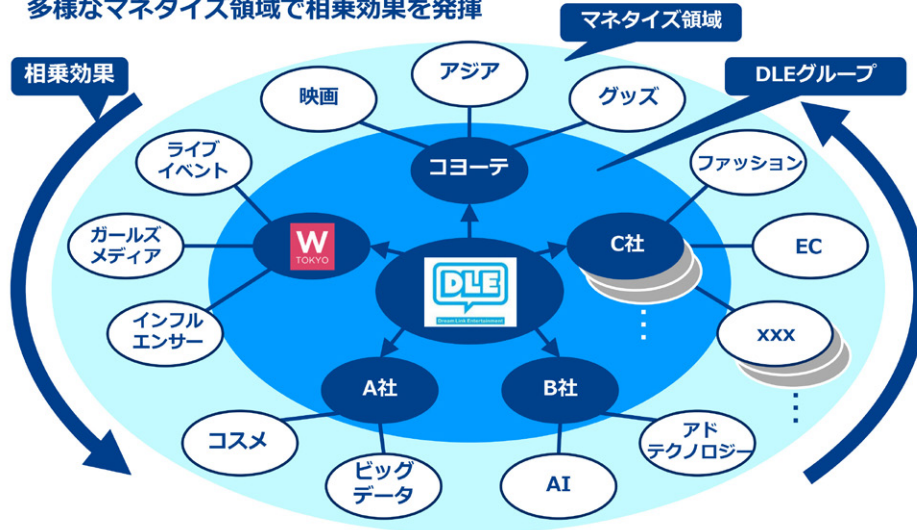 多様なマネタイズ領域で相乗効果を発揮
マネタイズ領域
相乗効果
DLEグループ
アジア
映画
グッズ
ライブ
イベント
コヨーテ
ファッション
ガールズ
メディア
W
TOKYO
C社
EC
DLE
Dream Link Entertainment
インフル
エンサー
xxx
A社
B社
コスメ
アド
テクノロジー
ビッグ
データ
AI